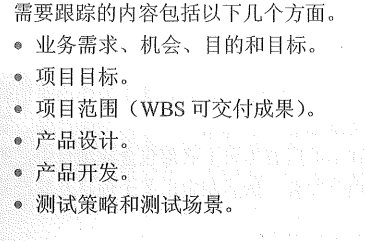 需要跟踪的内容包括以下几个方面。
● 业务需求、机会、目的和目标。
● 项目目标。
● 项目范围（WBS 可交付成果）。
● 产品设计。
● 产品开发。
● 测试策略和测试场景。